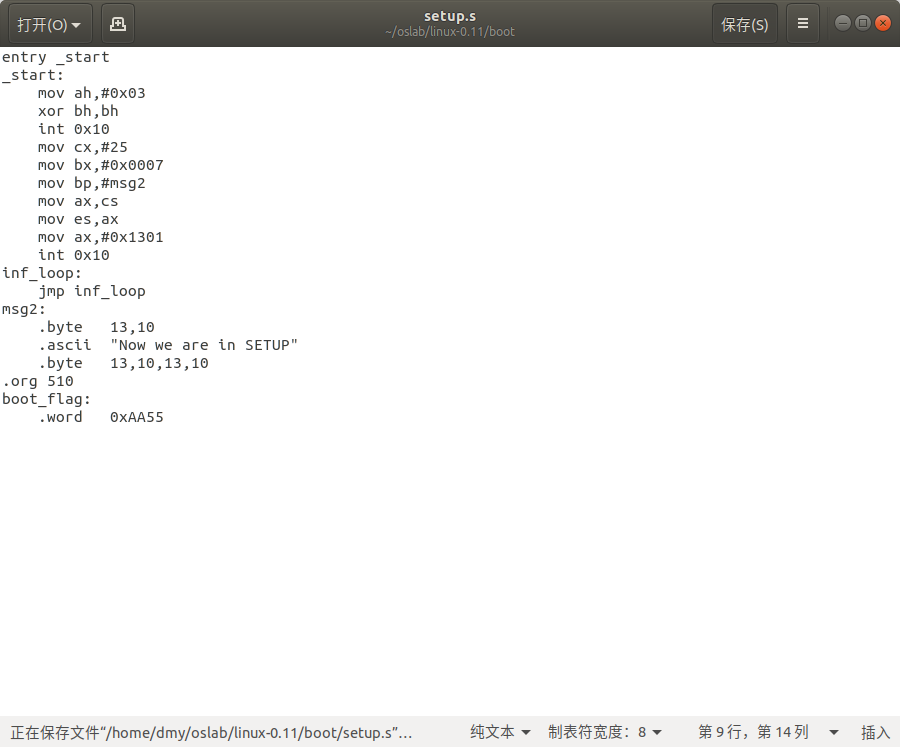 打开(O)
setup.s
~/oslab/linux-0.11/boot
保存(S)
entry _start
_start:
    mov ah,#0x03
    xor bh,bh
    int 0x10
    mov cx,#25
    mov bx,#0x0007
    mov bp,#msg2
    mov ax,cs
    mov es,ax
    mov ax,#0x1301
    int 0x10
inf_loop:
    jmp inf_loop
msg2:
    .byte   13,10
    .ascii  "Now we are in SETUP"
    .byte   13,10,13,10
.org 510
boot_flag:
    .word   0xAA55
正在保存文件“/home/dmy/oslab/linux-0.11/boot/setup.s”…
纯文本
制表符宽度：8
第 9 行，第 14 列
插入